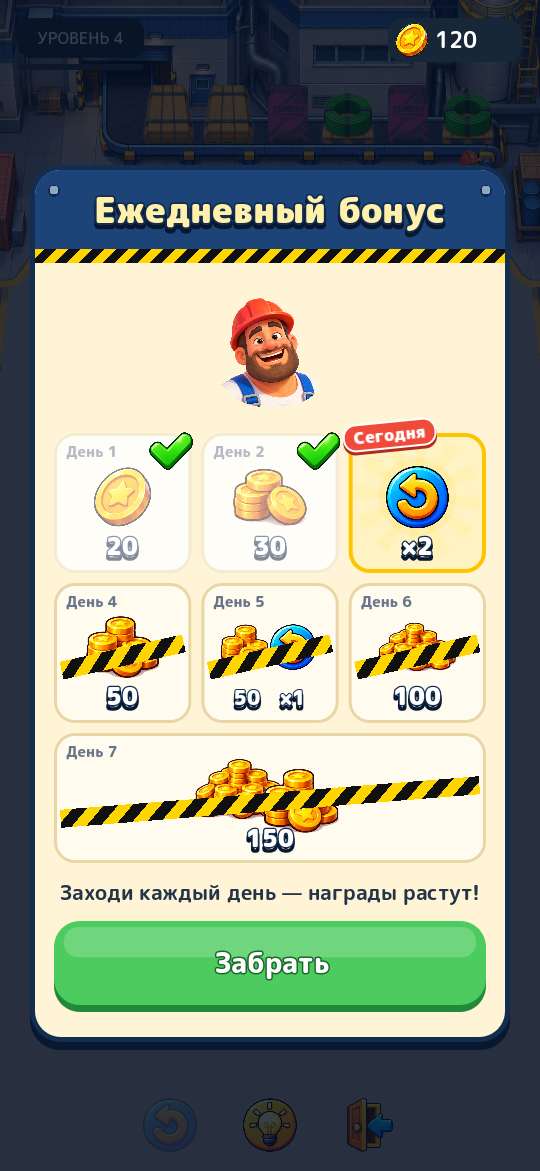 УРОВЕНЬ 4
120
Ежедневный бонус
День 1
День 2
Сегодня
20
30
x2
День 4
День 5
День 6
50
50 x1
100
День 7
150
Заходи каждый день — награды растут!
Забрать